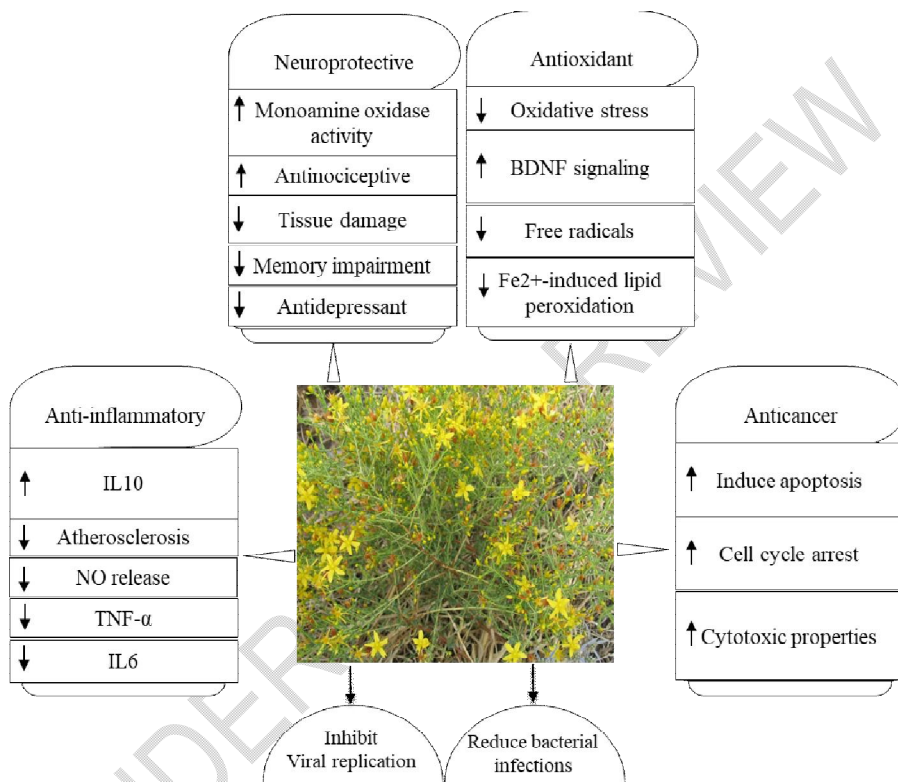 Neuroprotective
↑ Monoamine oxidase
activity
↑ Antinociceptive
↓ Tissue damage
↓ Memory impairment
↓ Antidepressant
Antioxidant
↓ Oxidative stress
↑ BDNF signaling
↓ Free radicals
↓ Fe2+-induced lipid
peroxidation
Anti-inflammatory
↑ IL10
↓ Atherosclerosis
↓ NO release
↓ TNF-α
↓ IL6
Anticancer
↑ Induce apoptosis
↑ Cell cycle arrest
↑ Cytotoxic properties
Inhibit
Viral replication
Reduce bacterial
infections
UNDER REVIEW